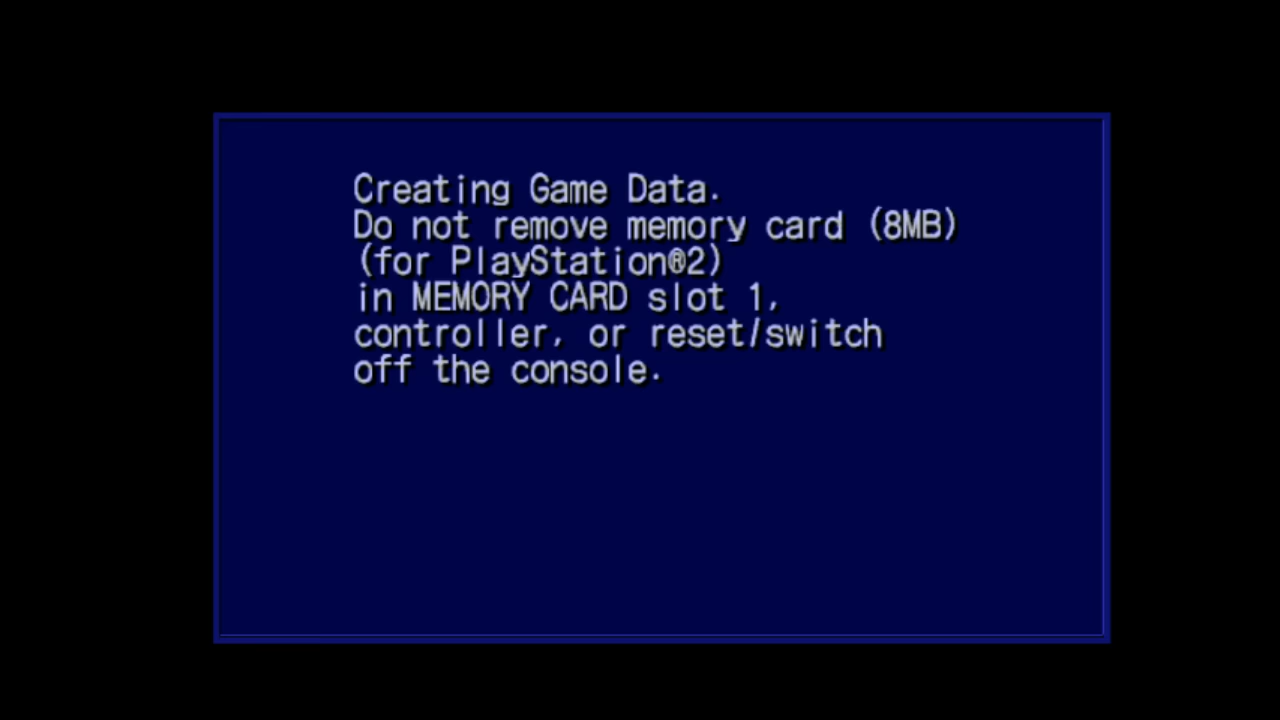 Creating Game Data.
Do not remove memory card (8MB)
(for PlayStation®2)
in MEMORY CARD slot 1,
controller, or reset/switch
off the console.